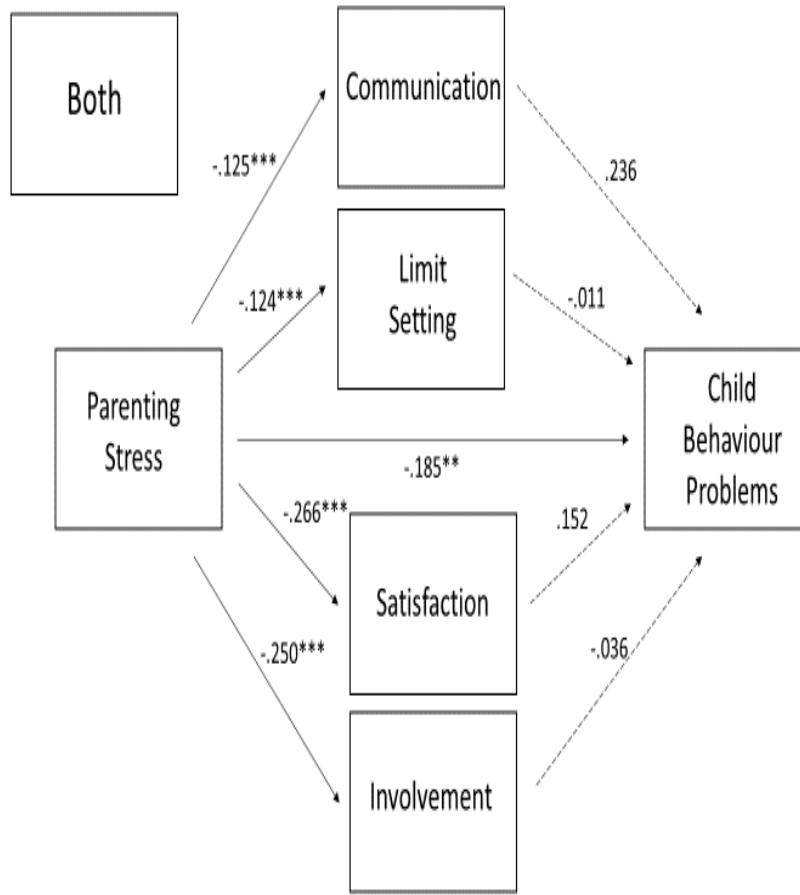 Both
Communication
-.125***
.236
Limit
Setting
-.124***
-.011
Parenting
Stress
Child
Behaviour
Problems
-.185**
-.266***
.152
Satisfaction
-.250***
-.036
Involvement